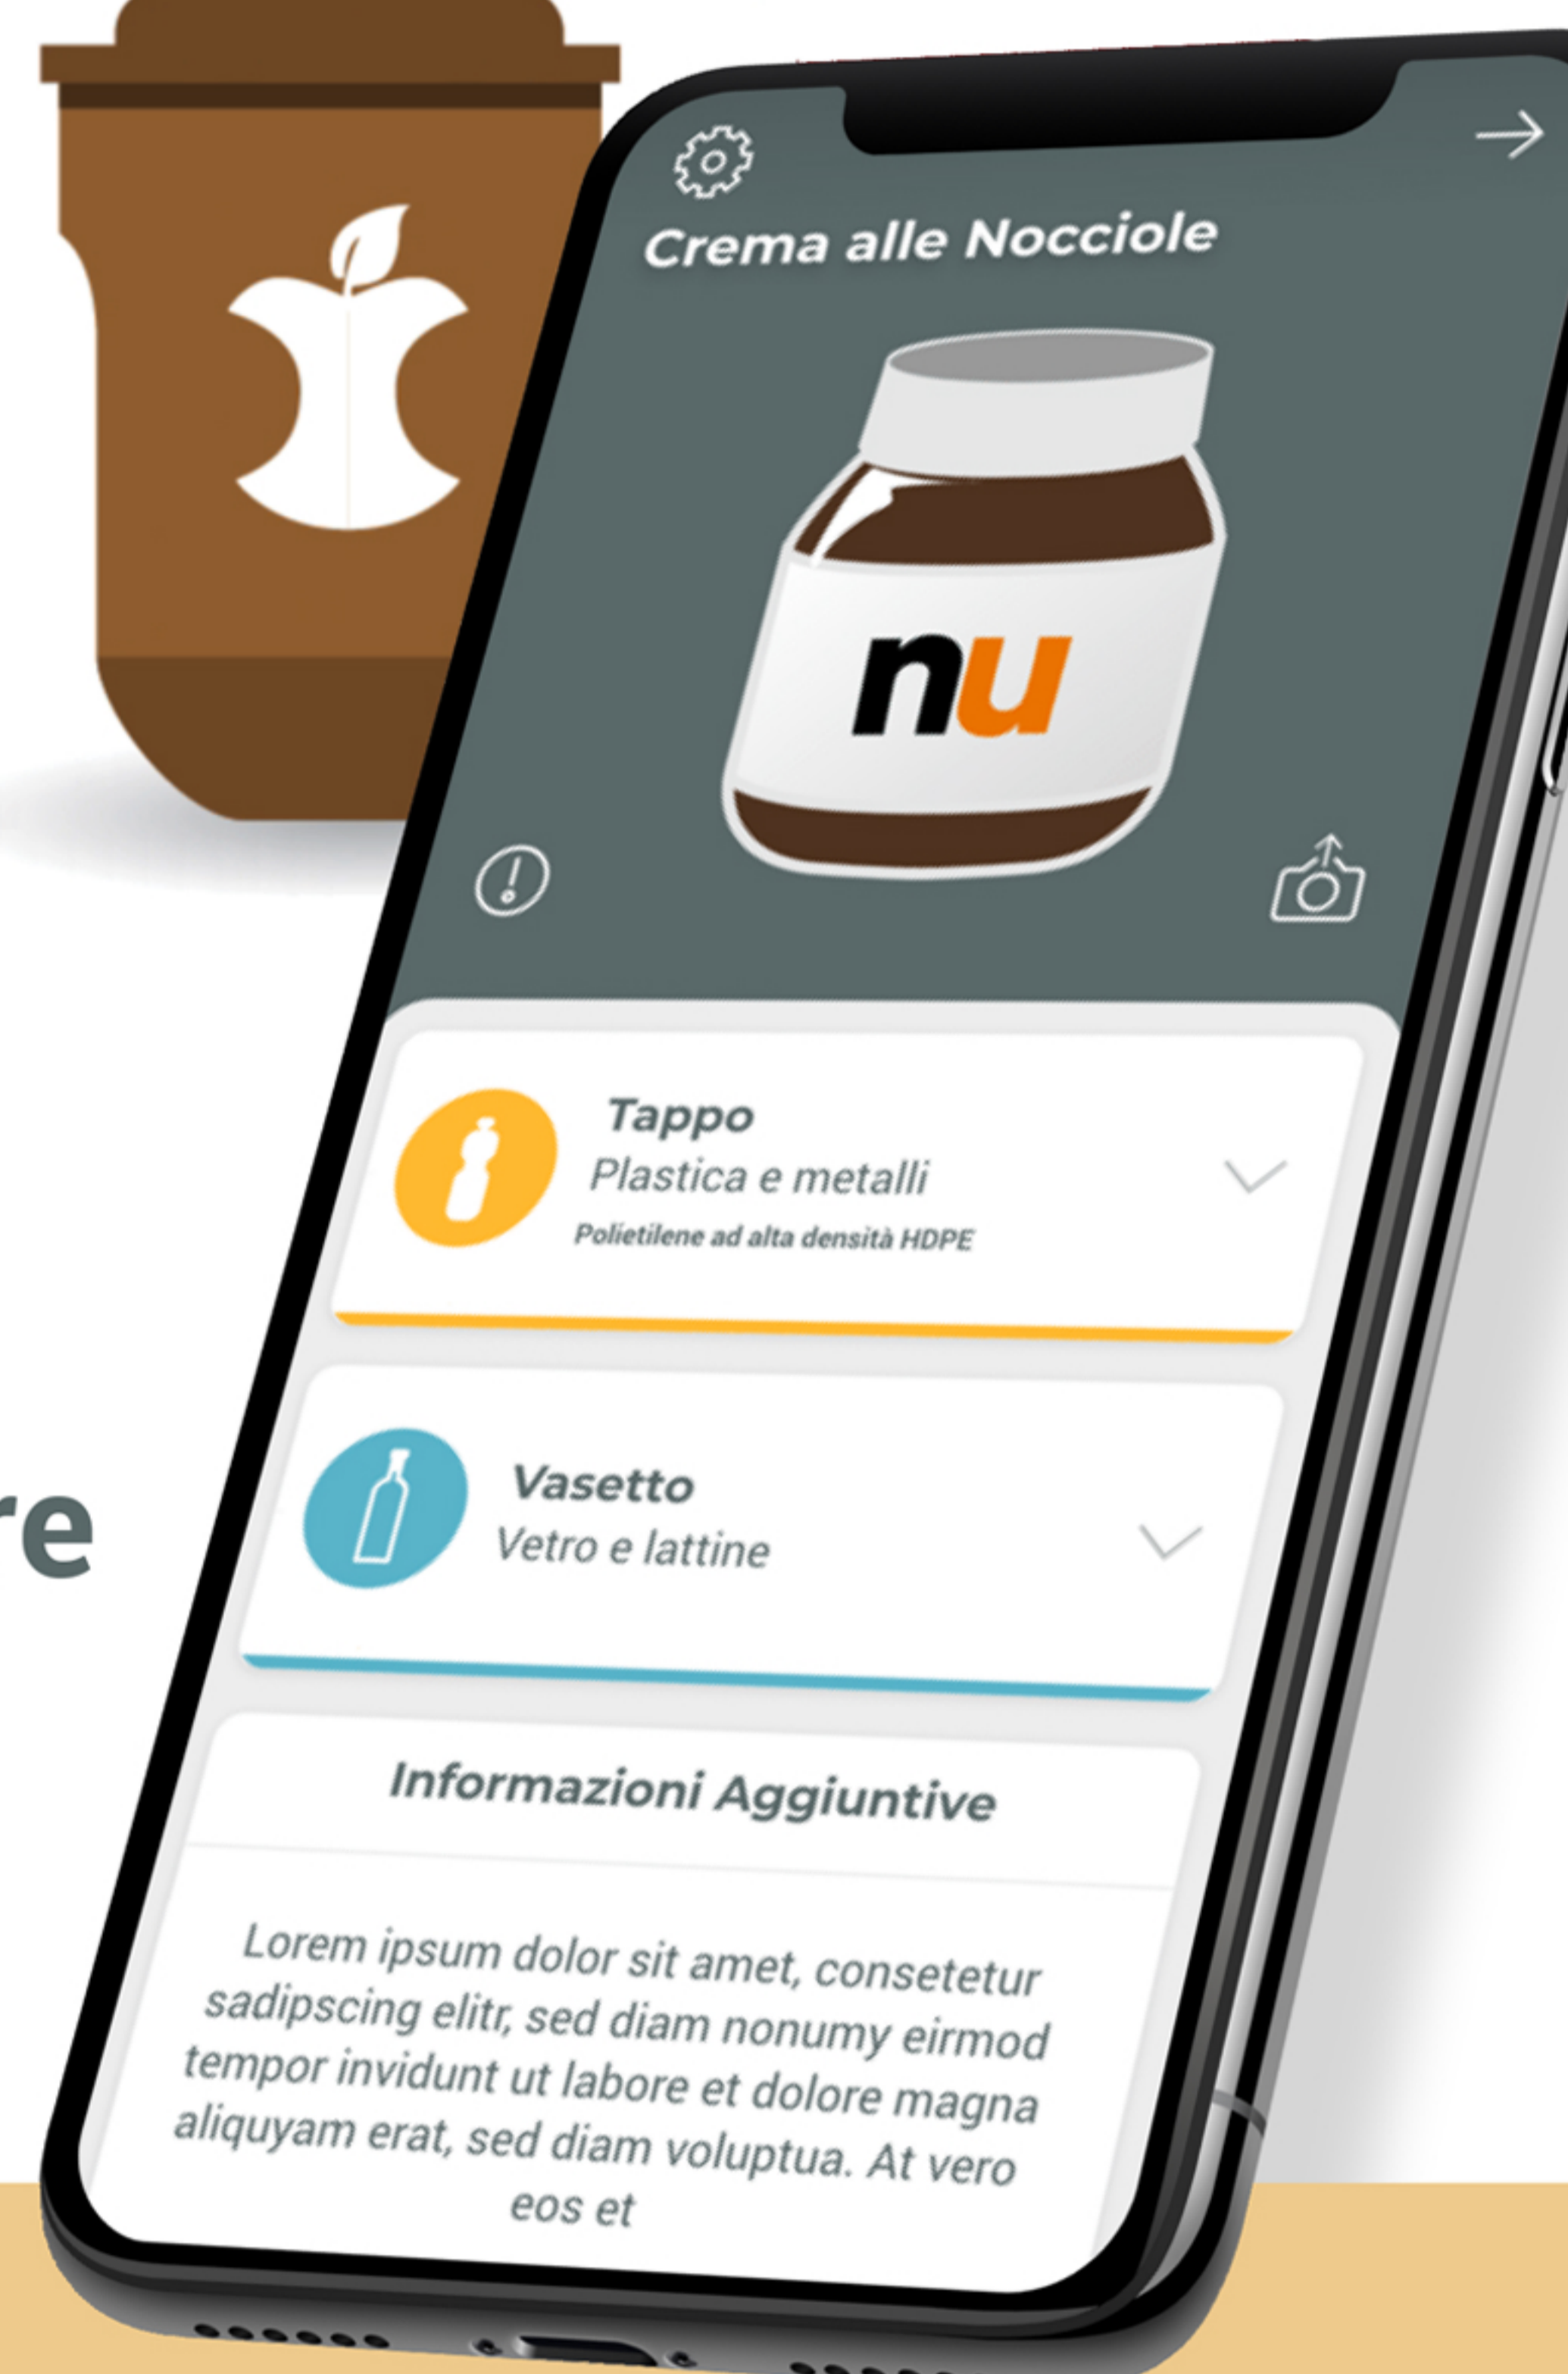 Crema alle Nocciole
nu
Tappo
Plastica e metalli
Polietilene ad alta densità HDPE
re
Vasetto
Vetro e lattine
Informazioni Aggiuntive
Lorem ipsum dolor sit amet, consetetur
sadipscing elitr, sed diam nonumy eirmod
tempor invidunt ut labore et dolore magna
aliquyam erat, sed diam voluptua. At vero
eos et